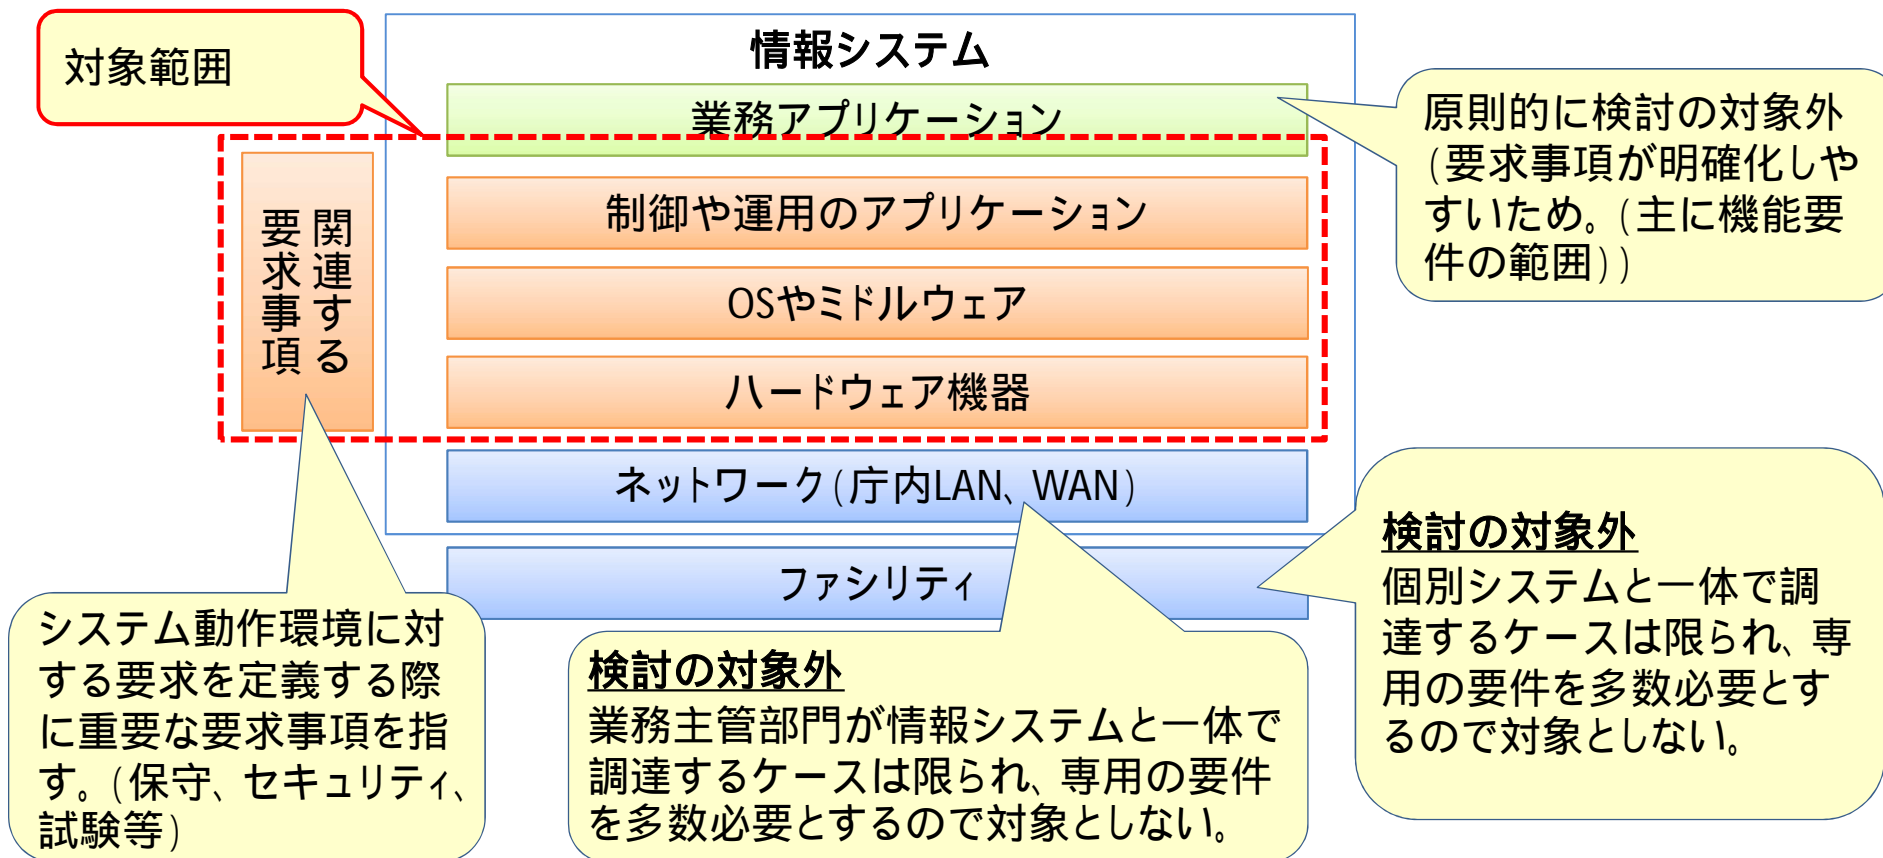 対象範囲
情報システム
業務アプリケーション
原則的に検討の対象外
(要求事項が明確化しや
すいため。(主に機能要
件の範囲))
関連する
要求事項
制御や運用のアプリケーション
OSやミドルウェア
ハードウェア機器
ネットワーク(庁内LAN、WAN)
ファシリティ
システム動作環境に対
する要求を定義する際
に重要な要求事項を指
す。(保守、セキュリティ、
試験等)
検討の対象外
業務主管部門が情報システムと一体で
調達するケースは限られ、専用の要件
を多数必要とするので対象としない。
検討の対象外
個別システムと一体で調
達するケースは限られ、専
用の要件を多数必要とす
るので対象としない。